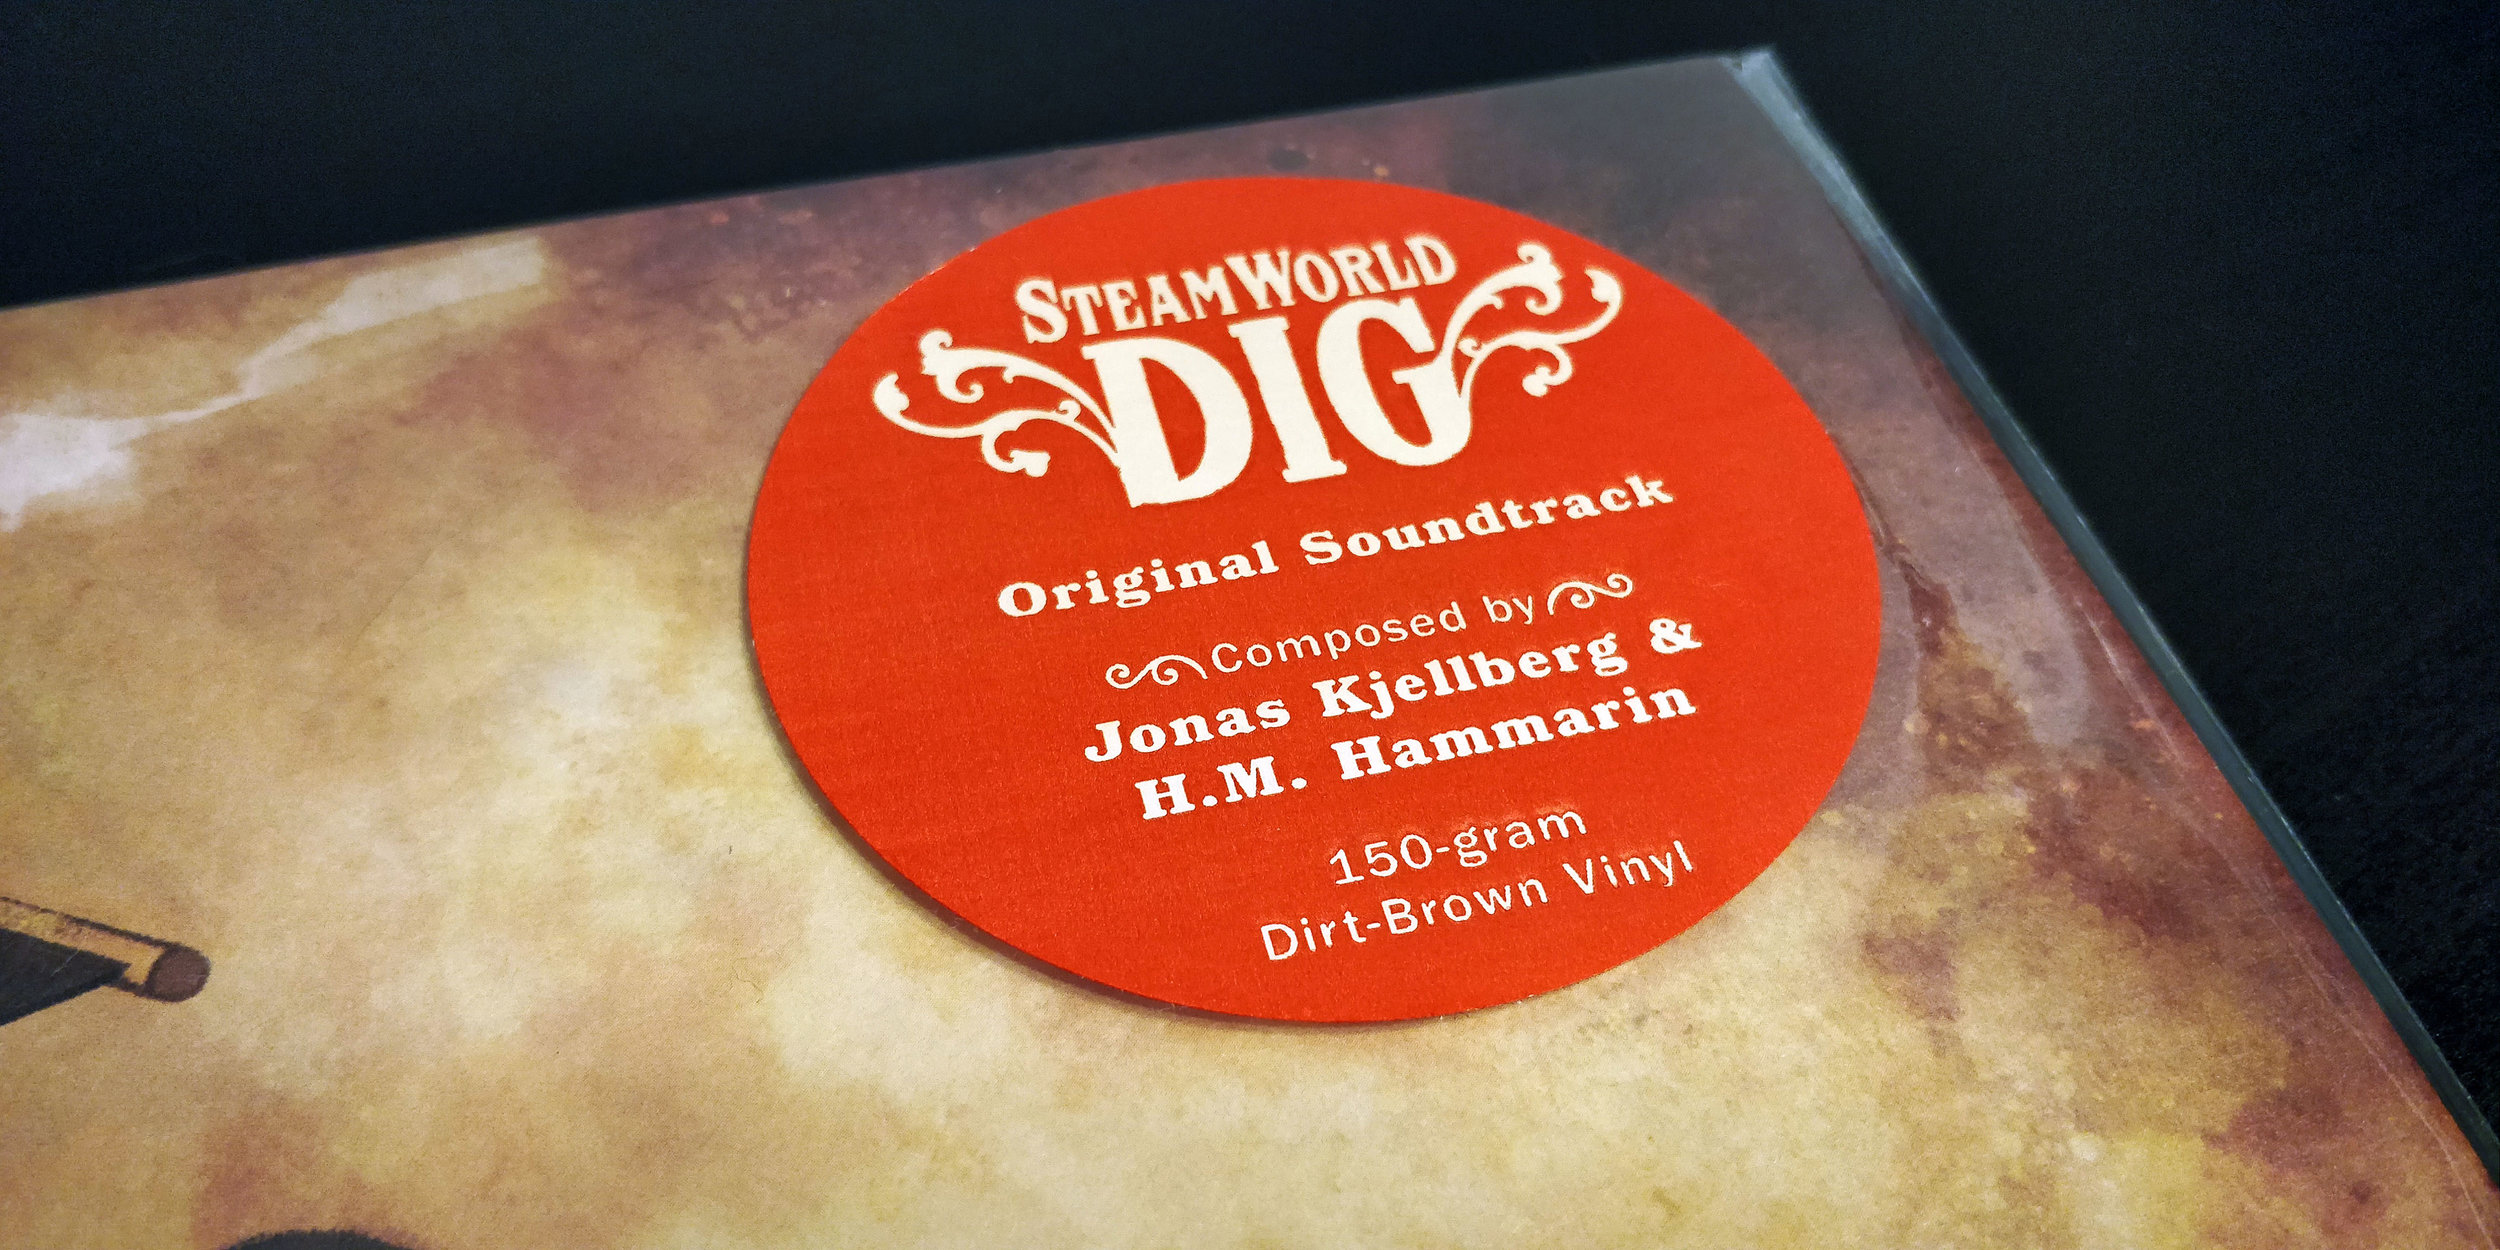 SteamWorld
DIG
Original Soundtrack
Composed by
Jonas Kjellberg &
H.M. Hammarin
150-gram
Dirt-Brown Vinyl